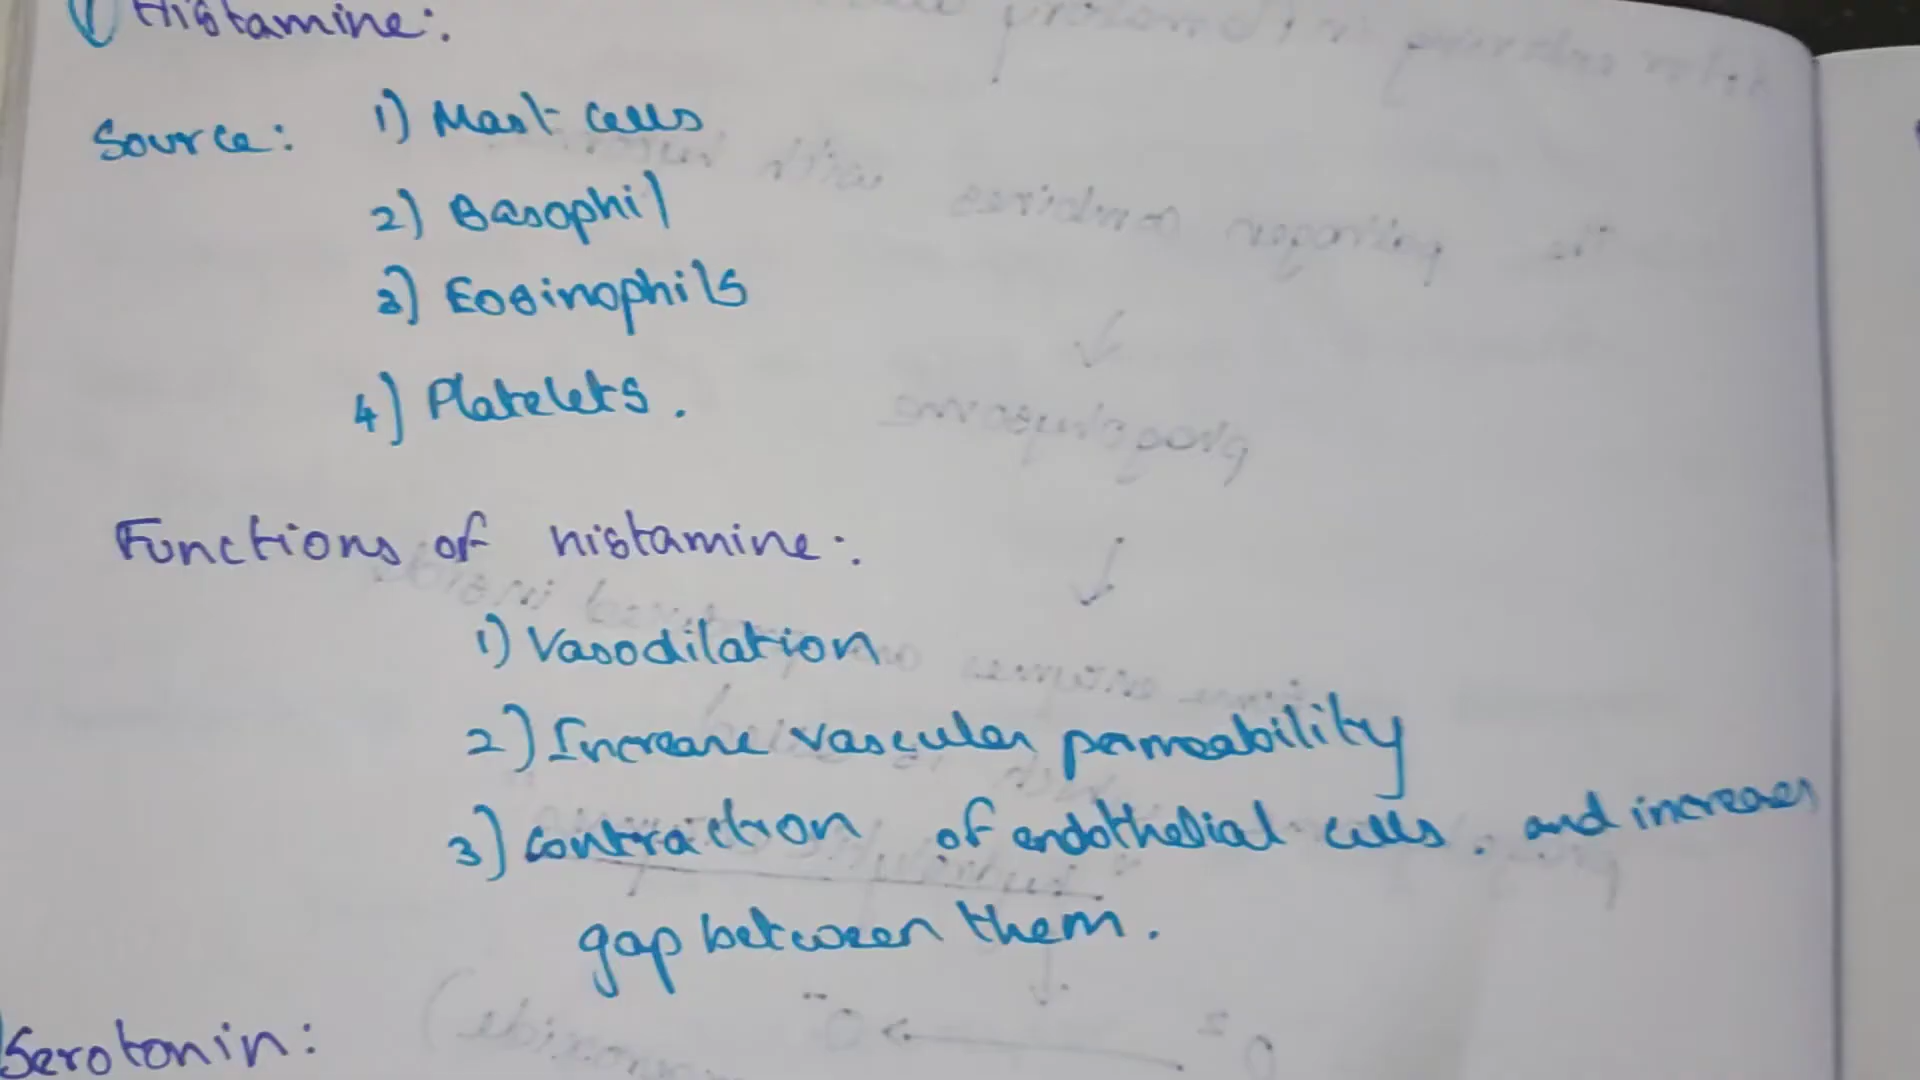 1 Histamine:
Source: 1) Mast cells
2) Basophil
3) Eosinophils
4) Platelets.
Functions of histamine:
1) Vasodilation
2) Increase vascular permeability
3) contraction of endothelial cells. and increases
gap between them.
Serotonin: